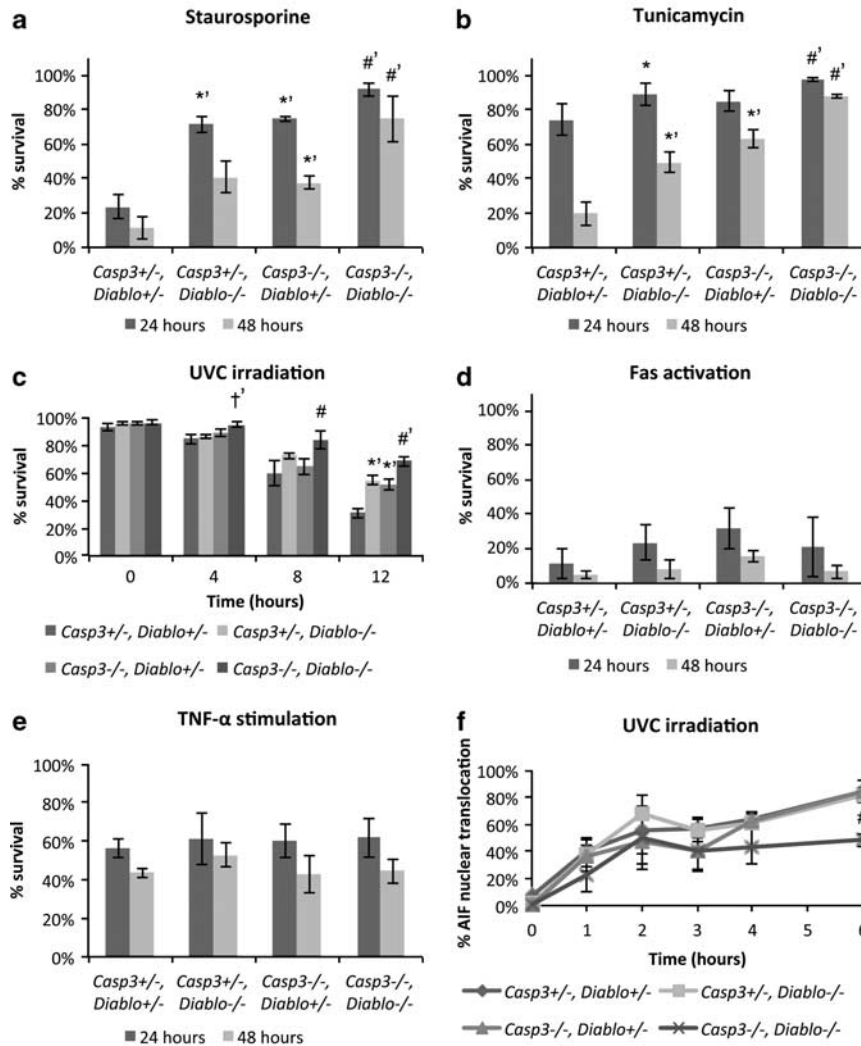 a
Staurosporine
#’
#’
*’
*’
*’
100%
80%
60%
40%
20%
0%
% survival
Casp3+/-, Casp3+/-, Casp3-/-, Casp3-/-,
Diablo+/- Diablo-/- Diablo+/- Diablo-/-
24 hours 48 hours
b
Tunicamycin
#’
#’
*
*’
*’
100%
80%
60%
40%
20%
0%
% survival
Casp3+/-, Casp3+/-, Casp3-/-, Casp3-/-,
Diablo+/- Diablo-/- Diablo+/- Diablo-/-
24 hours 48 hours
c
UVC irradiation
†’
#
#’
*’ *’
100%
80%
60%
40%
20%
0%
% survival
0 4 8 12
Time (hours)
Casp3+/-, Diablo+/- Casp3+/-, Diablo-/-
Casp3-/-, Diablo+/- Casp3-/-, Diablo-/-
d
Fas activation
100%
80%
60%
40%
20%
0%
% survival
Casp3+/-, Casp3+/-, Casp3-/-, Casp3-/-,
Diablo+/- Diablo-/- Diablo+/- Diablo-/-
24 hours 48 hours
e
TNF-α stimulation
100%
80%
60%
40%
20%
0%
% survival
Casp3+/-, Casp3+/-, Casp3-/-, Casp3-/-,
Diablo+/- Diablo-/- Diablo+/- Diablo-/-
24 hours 48 hours
f
UVC irradiation
100%
80%
60%
40%
20%
0%
#
% AIF nuclear translocation
0 1 2 3 4 6
Time (hours)
Casp3+/-, Diablo+/- Casp3+/-, Diablo-/-
Casp3-/-, Diablo+/- Casp3-/-, Diablo-/-